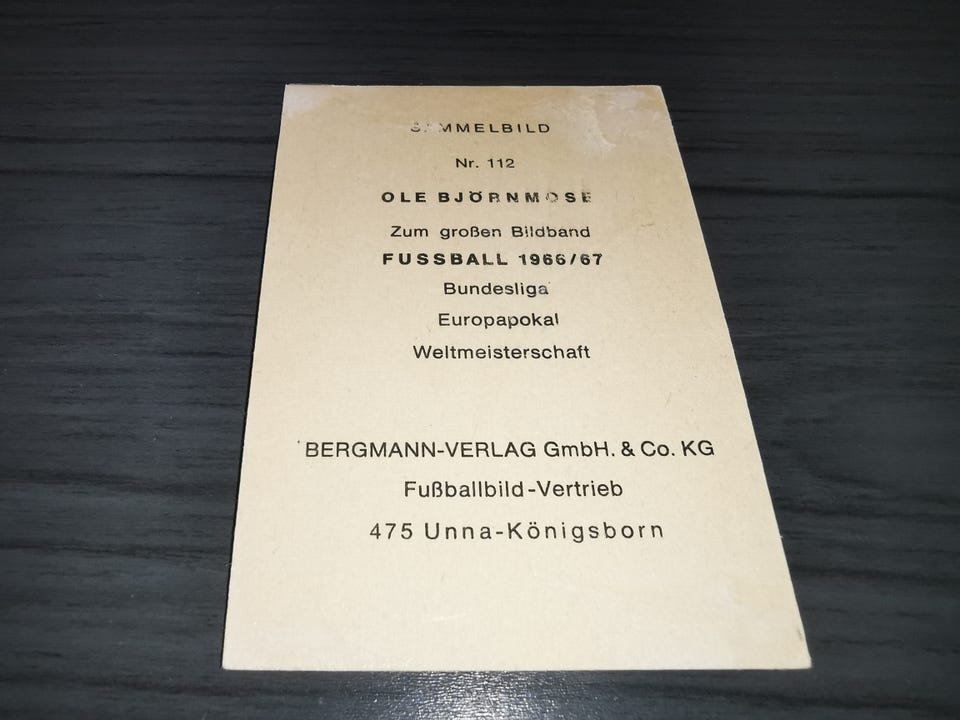 SAMMELBILD
Nr. 112
OLE BJÖRNMOSE
Zum großen Bildband
FUSSBALL 1966/67
Bundesliga
Europapokal
Weltmeisterschaft
BERGMANN-VERLAG GmbH. & Co. KG
Fußballbild-Vertrieb
475 Unna-Königsborn